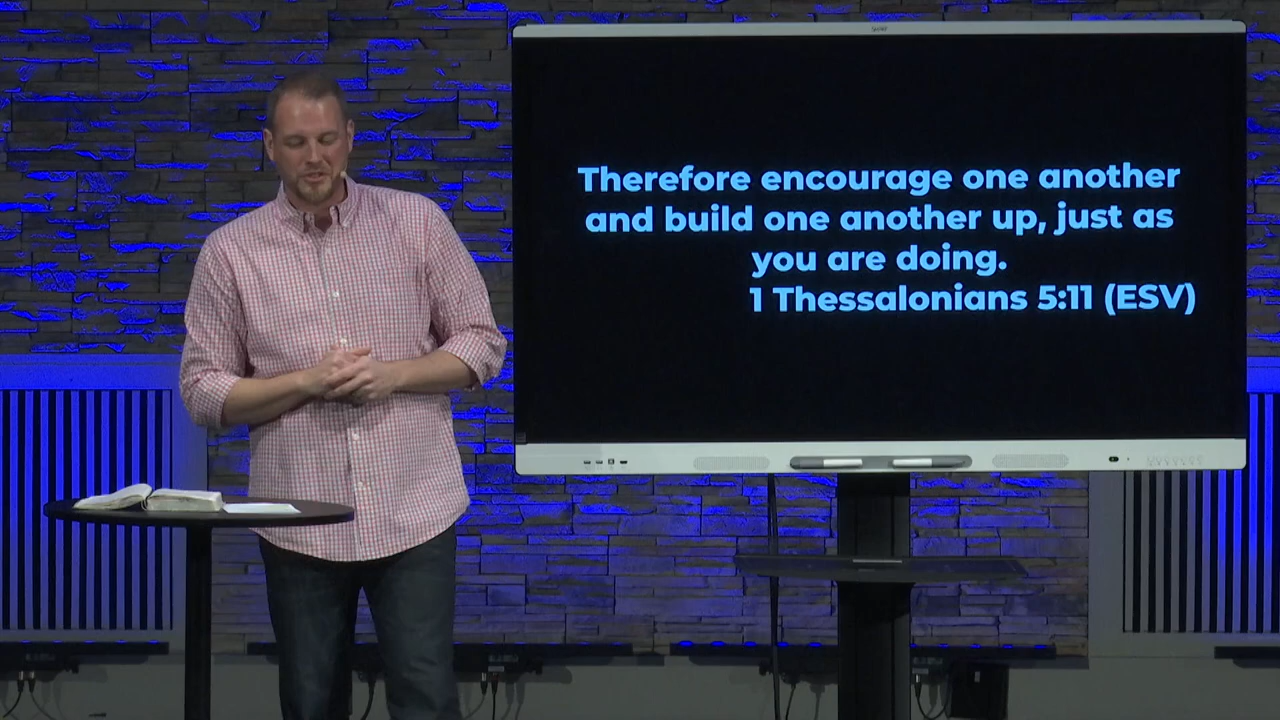 Therefore encourage one another
and build one another up, just as
you are doing.
1 Thessalonians 5:11 (ESV)